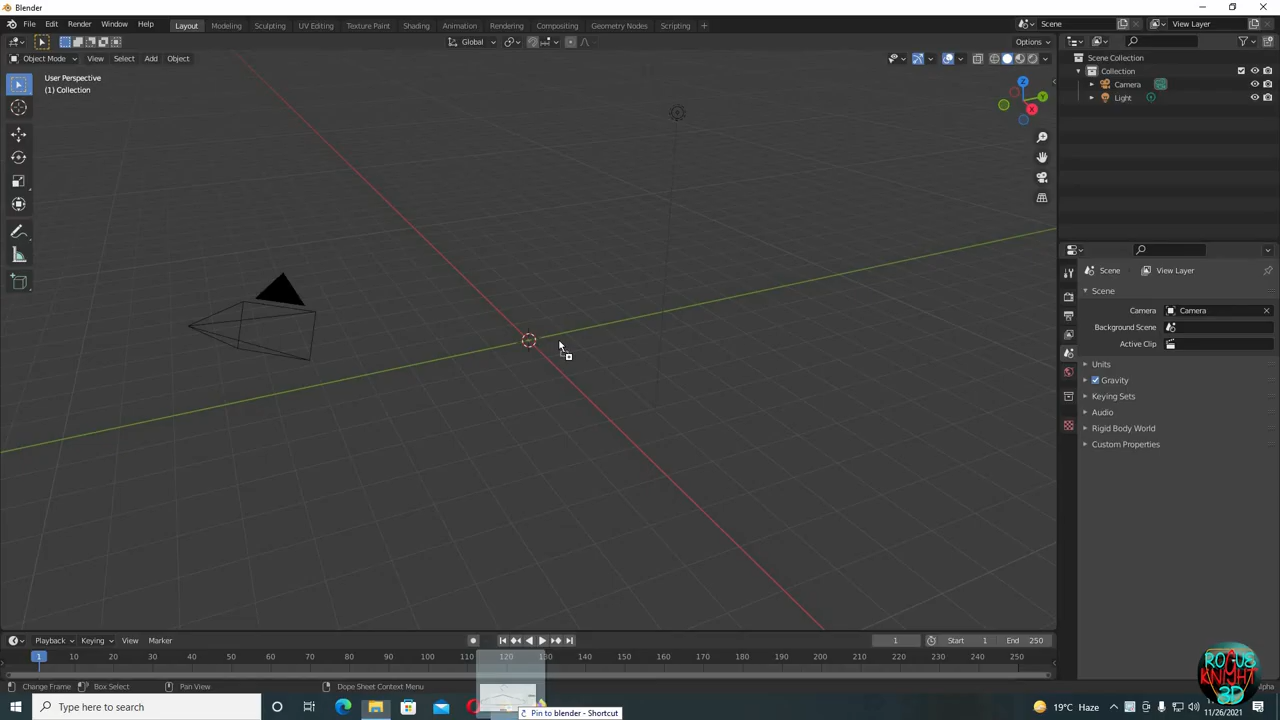 Blender
File Edit Render Window Help Layout Modeling Sculpting UV Editing Texture Paint Shading Animation Rendering Compositing Geometry Nodes Scripting + Scene View Layer
Global Options
Object Mode View Select Add Object
User Perspective
(1) Collection
Z
Y
X
Scene Collection
Collection
Camera
Light
Scene View Layer
Scene
Camera Camera
Background Scene
Active Clip
Units
Gravity
Keying Sets
Audio
Rigid Body World
Custom Properties
Playback Keying View Marker 1 Start 1 End 250
1 10 20 30 40 50 60 70 80 90 100 110 120 130 140 150 160 170 180 190 200 210 220 230 240 250
Change Frame Box Select Pan View Dope Sheet Context Menu
ROGUE
KNIGHT
3D
Type here to search
Pin to blender - Shortcut
19°C Haze
11/26/2021